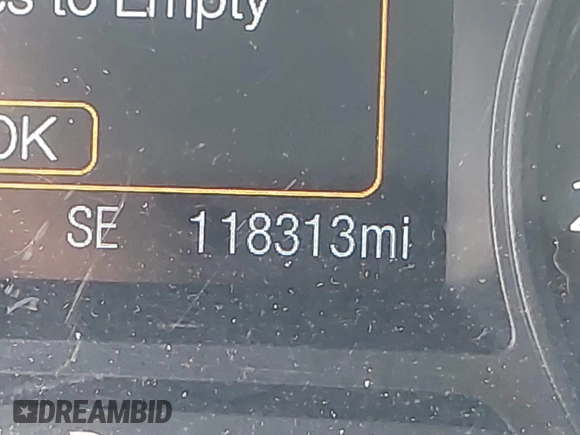 to Empty
OK
SE 118313mi
DREAMBID